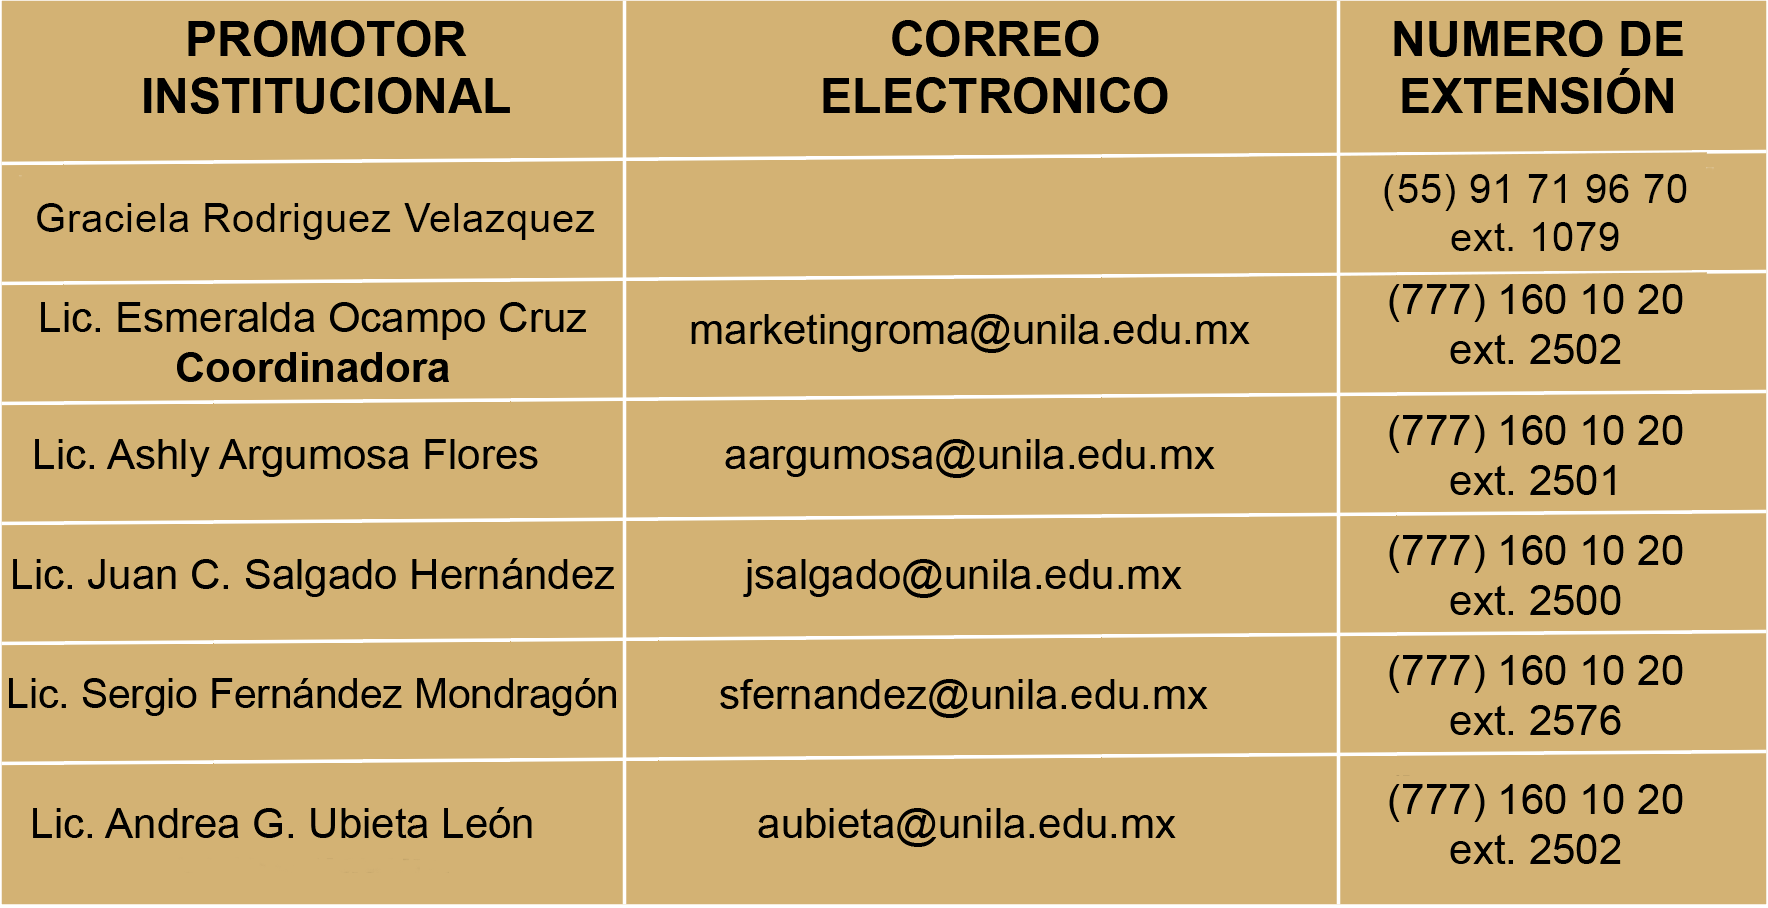 PROMOTOR
INSTITUCIONAL
CORREO
ELECTRONICO
NUMERO DE
EXTENSIÓN
Graciela Rodriguez Velazquez
(55) 91 71 96 70
ext. 1079
Lic. Esmeralda Ocampo Cruz
Coordinadora
marketingroma@unila.edu.mx
(777) 160 10 20
ext. 2502
Lic. Ashly Argumosa Flores
aargumosa@unila.edu.mx
(777) 160 10 20
ext. 2501
Lic. Juan C. Salgado Hernández
jsalgado@unila.edu.mx
(777) 160 10 20
ext. 2500
Lic. Sergio Fernández Mondragón
sfernandez@unila.edu.mx
(777) 160 10 20
ext. 2576
Lic. Andrea G. Ubieta León
aubieta@unila.edu.mx
(777) 160 10 20
ext. 2502